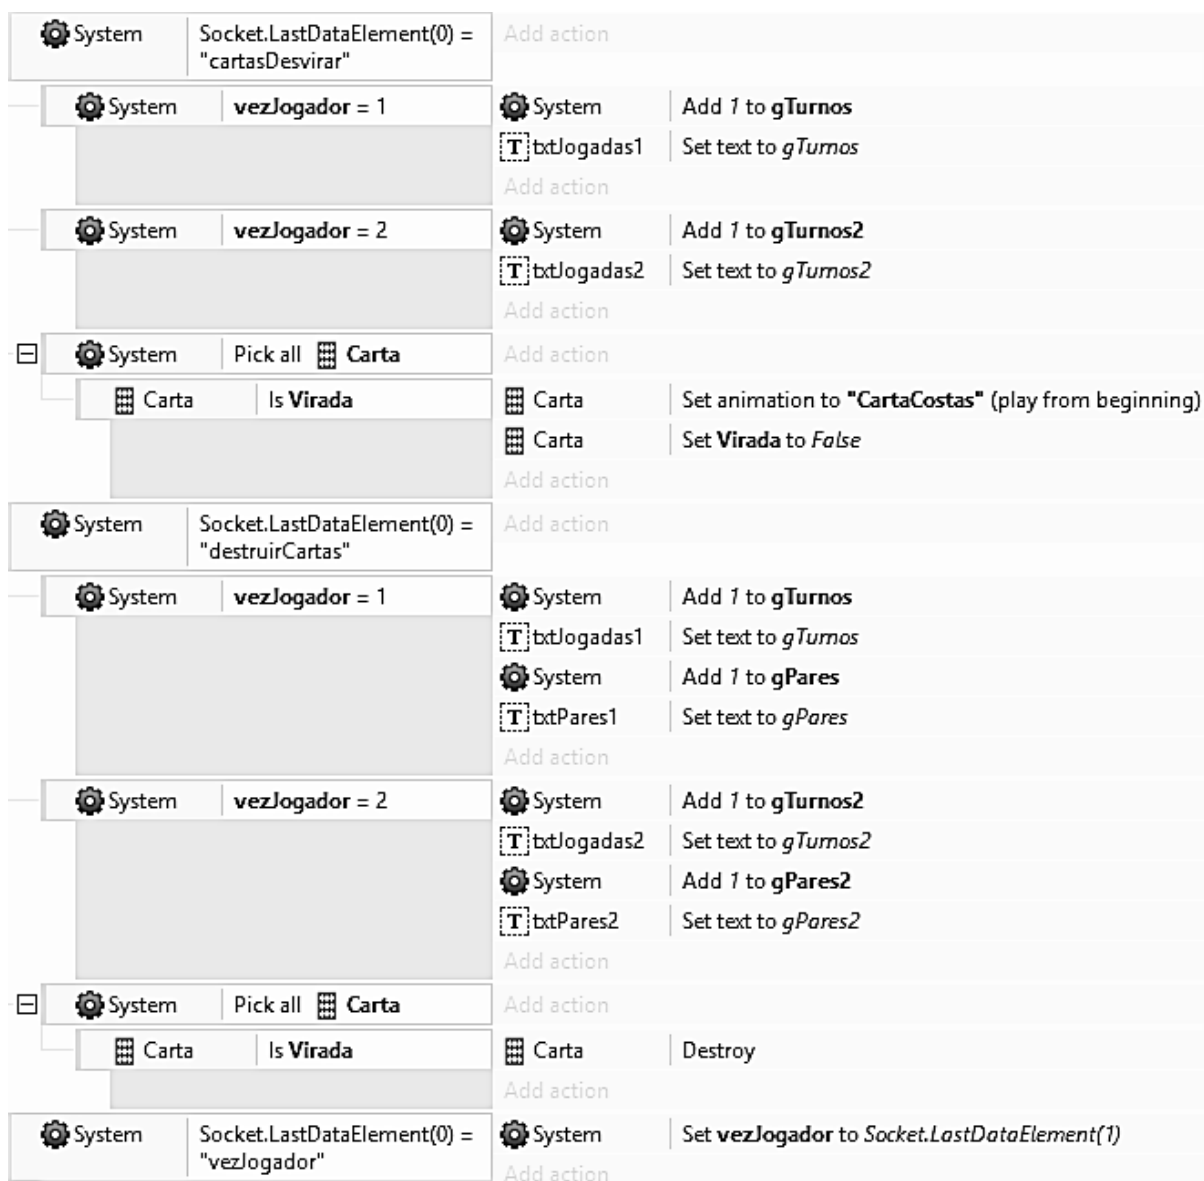 System Socket.LastDataElement(0) = Add action
"cartasDesvirar"
System vezJogador = 1 System Add 1 to gTurnos
T txtJogadas1 Set text to gTurnos
Add action
System vezJogador = 2 System Add 1 to gTurnos2
T txtJogadas2 Set text to gTurnos2
Add action
System Pick all Carta Add action
Carta Is Virada Carta Set animation to "CartaCostas" (play from beginning)
Carta Set Virada to False
Add action
System Socket.LastDataElement(0) = Add action
"destruirCartas"
System vezJogador = 1 System Add 1 to gTurnos
T txtJogadas1 Set text to gTurnos
System Add 1 to gPares
T txtPares1 Set text to gPares
Add action
System vezJogador = 2 System Add 1 to gTurnos2
T txtJogadas2 Set text to gTurnos2
System Add 1 to gPares2
T txtPares2 Set text to gPares2
Add action
System Pick all Carta Add action
Carta Is Virada Carta Destroy
Add action
System Socket.LastDataElement(0) = System Set vezJogador to Socket.LastDataElement(1)
"vezJogador" Add action